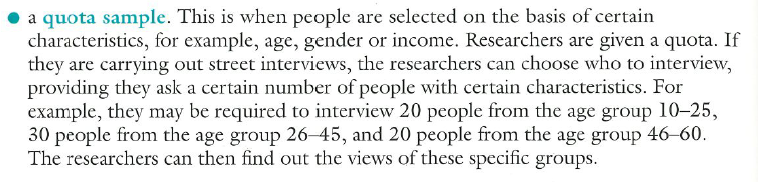 ● a quota sample. This is when people are selected on the basis of certain
characteristics, for example, age, gender or income. Researchers are given a quota. If
they are carrying out street interviews, the researchers can choose who to interview,
providing they ask a certain number of people with certain characteristics. For
example, they may be required to interview 20 people from the age group 10–25,
30 people from the age group 26–45, and 20 people from the age group 46–60.
The researchers can then find out the views of these specific groups.